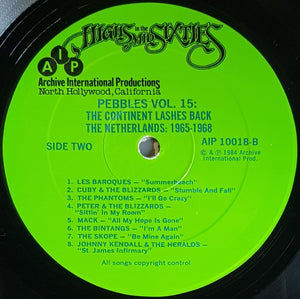 HIGHS in the MID SIXTIES
AIP
Archive International Productions
North Hollywood, California
PEBBLES VOL. 15:
THE CONTINENT LASHES BACK
THE NETHERLANDS: 1965-1968
SIDE TWO
AIP 10018-B
℗ © 1984 Archive
International Prod.
1 - LES BAROQUES - "Summerbeach"
2 - CUBY & THE BLIZZARDS - "Stumble And Fall"
3 - THE PHANTOMS - "I'll Go Crazy"
4 - PETER & THE BLIZZARDS -
"Sittin' In My Room"
5 - MACK - "All My Hope Is Gone"
6 - THE BINTANGS - "I'm A Man"
7 - THE SKOPE - "Be Mine Again"
8 - JOHNNY KENDALL & THE HERALDS -
"St. James Infirmary"
All songs copyright control